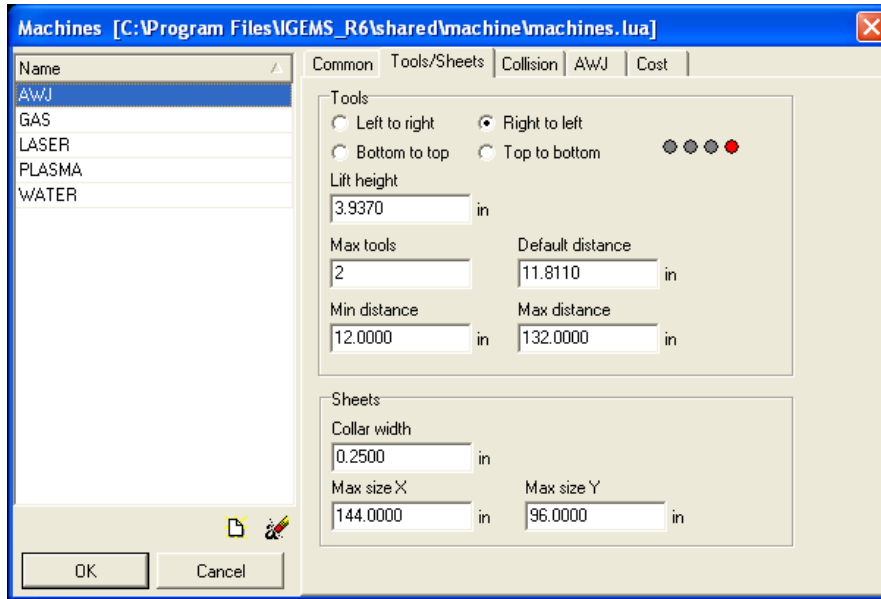 Machines [C:\Program Files\IGEMS_R6\shared\machine\machines.lua]
Name
AWJ
GAS
LASER
PLASMA
WATER
OK Cancel
Common Tools/Sheets Collision AWJ Cost
Tools
Left to right Right to left
Bottom to top Top to bottom
Lift height
3.9370 in
Max tools Default distance
2 11.8110 in
Min distance Max distance
12.0000 in 132.0000 in
Sheets
Collar width
0.2500 in
Max size X Max size Y
144.0000 in 96.0000 in